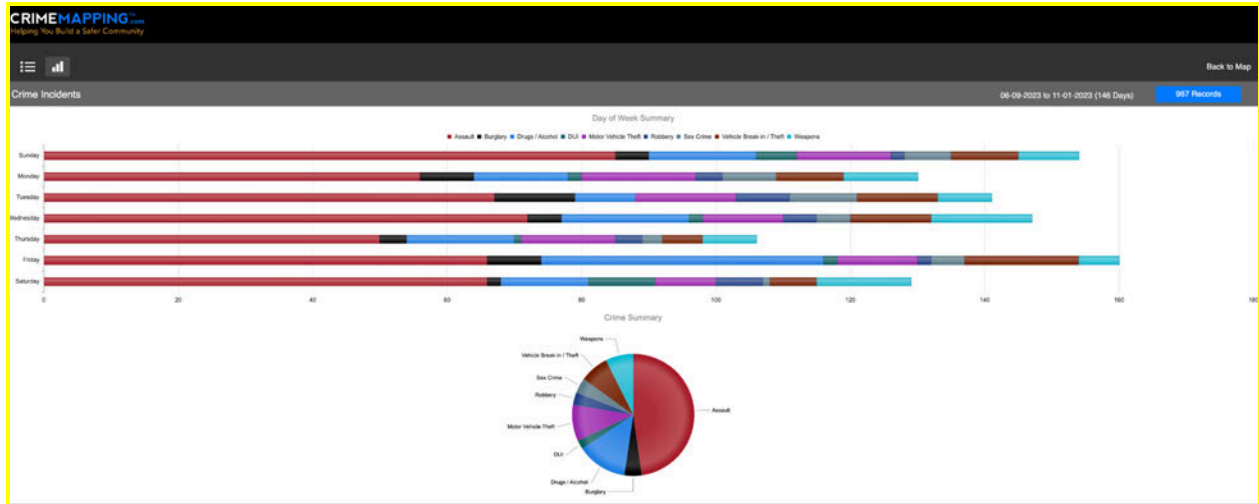 CRIMEMAPPING™.com
Helping You Build a Safer Community
Back to Map
Crime Incidents 06-09-2023 to 11-01-2023 (146 Days) 967 Records
Day of Week Summary
Assault Burglary Drugs / Alcohol DUI Motor Vehicle Theft Robbery Sex Crime Vehicle Break-in / Theft Weapons
Sunday
Monday
Tuesday
Wednesday
Thursday
Friday
Saturday
0 20 40 60 80 100 120 140 160 180
Crime Summary
Weapons
Vehicle Break-in / Theft
Sex Crime
Robbery
Assault
Motor Vehicle Theft
DUI
Drugs / Alcohol
Burglary